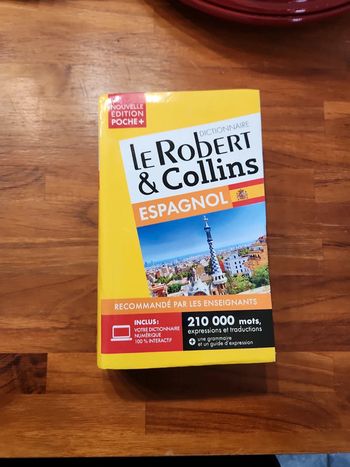 NOUVELLE
ÉDITION
POCHE+
DICTIONNAIRE
LE ROBERT
& Collins
ESPAGNOL
RECOMMANDÉ PAR LES ENSEIGNANTS
INCLUS :
VOTRE DICTIONNAIRE
NUMÉRIQUE
100 % INTERACTIF
210 000 mots,
expressions et traductions
+ une grammaire
et un guide d'expression